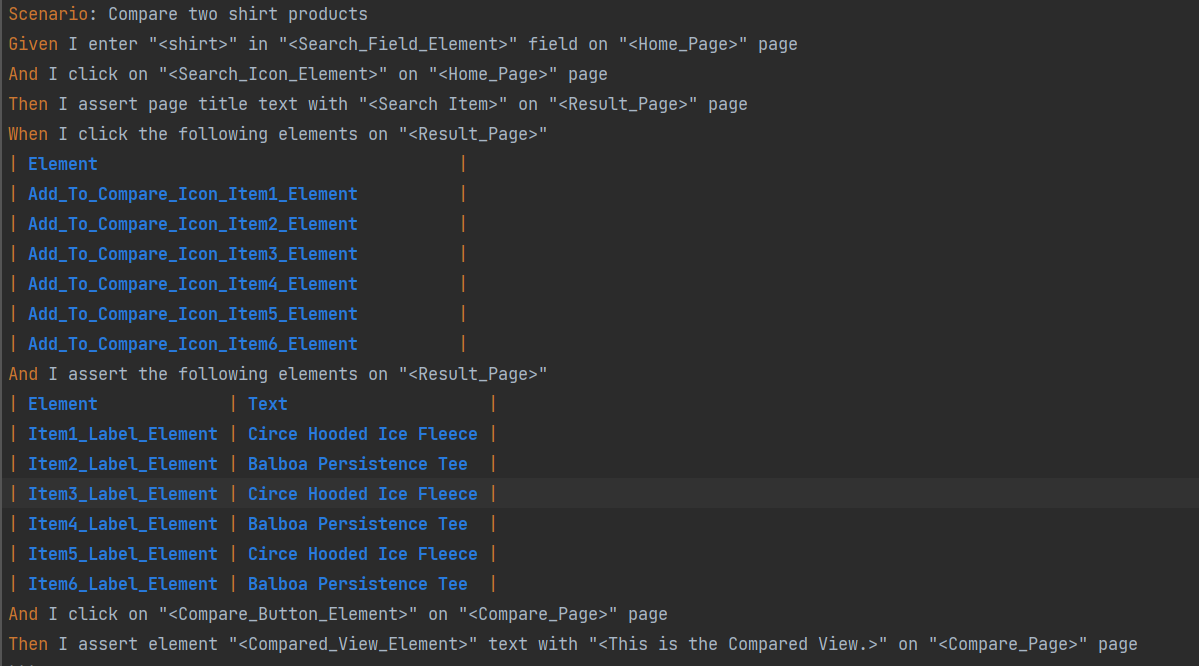 Scenario: Compare two shirt products
Given I enter "<shirt>" in "<Search_Field_Element>" field on "<Home_Page>" page
And I click on "<Search_Icon_Element>" on "<Home_Page>" page
Then I assert page title text with "<Search Item>" on "<Result_Page>" page
When I click the following elements on "<Result_Page>"
| Element |
| Add_To_Compare_Icon_Item1_Element |
| Add_To_Compare_Icon_Item2_Element |
| Add_To_Compare_Icon_Item3_Element |
| Add_To_Compare_Icon_Item4_Element |
| Add_To_Compare_Icon_Item5_Element |
| Add_To_Compare_Icon_Item6_Element |
And I assert the following elements on "<Result_Page>"
| Element | Text |
| Item1_Label_Element | Circe Hooded Ice Fleece |
| Item2_Label_Element | Balboa Persistence Tee |
| Item3_Label_Element | Circe Hooded Ice Fleece |
| Item4_Label_Element | Balboa Persistence Tee |
| Item5_Label_Element | Circe Hooded Ice Fleece |
| Item6_Label_Element | Balboa Persistence Tee |
And I click on "<Compare_Button_Element>" on "<Compare_Page>" page
Then I assert element "<Compared_View_Element>" text with "<This is the Compared View.>" on "<Compare_Page>" page